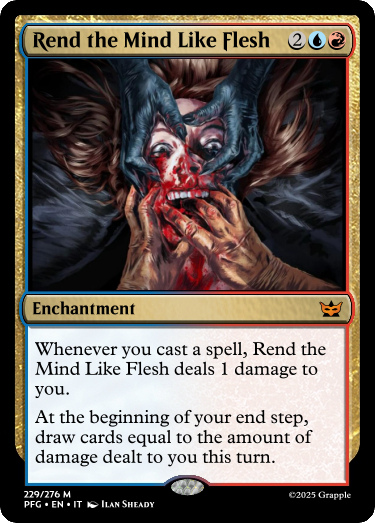 Rend the Mind Like Flesh 2
Enchantment
Whenever you cast a spell, Rend the
Mind Like Flesh deals 1 damage to
you.
At the beginning of your end step,
draw cards equal to the amount of
damage dealt to you this turn.
229/276 M
PFG • EN • IT Ilan Sheady
©2025 Grapple